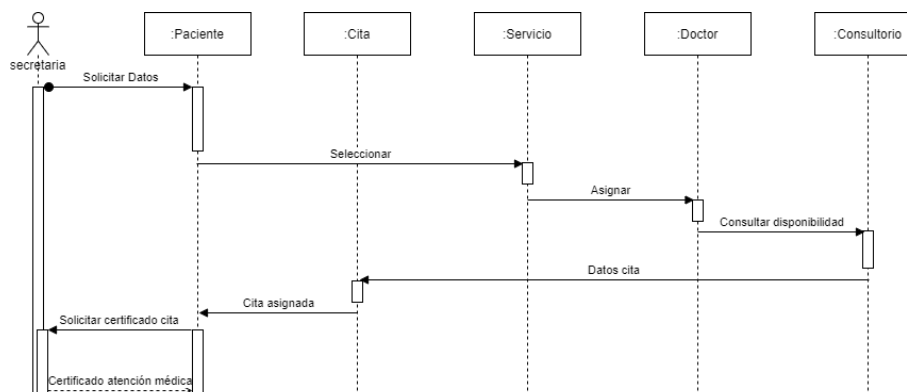 :Paciente
:Cita
:Servicio
:Doctor
:Consultorio
secretaria
Solicitar Datos
Seleccionar
Asignar
Consultar disponibilidad
Datos cita
Cita asignada
Solicitar certificado cita
Certificado atención médica